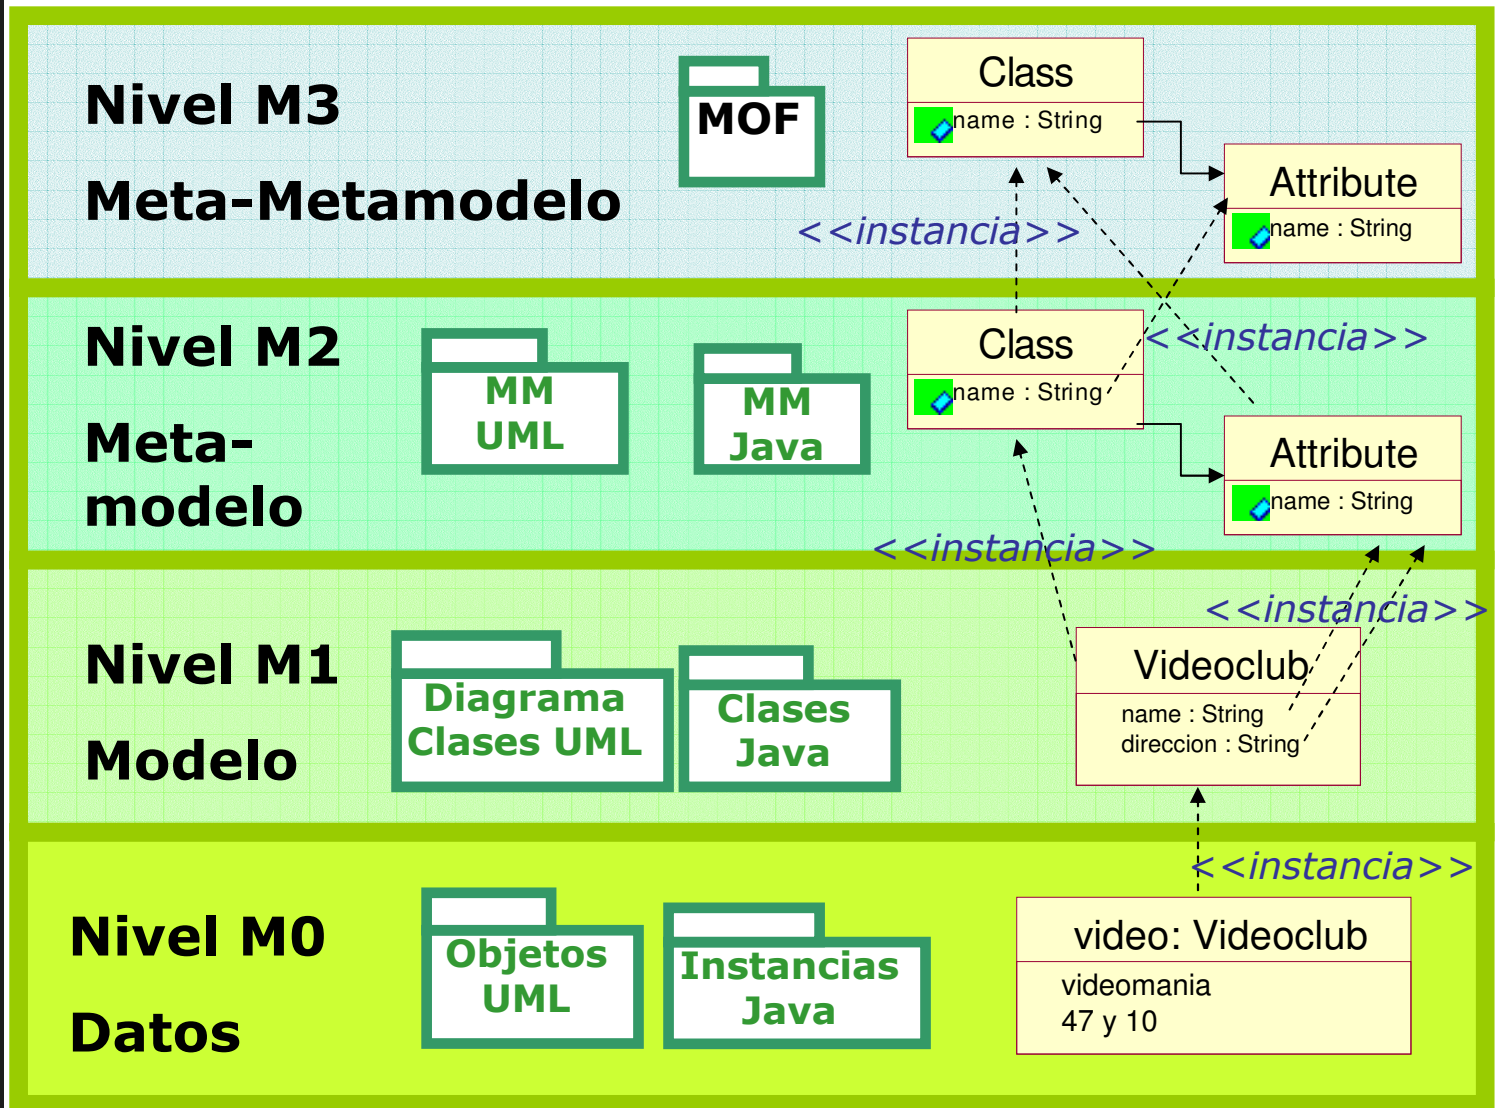 Nivel M3
Meta-Metamodelo
MOF
Class
name : String
Attribute
name : String
<<instancia>>
Nivel M2
Meta-
modelo
MM
UML
MM
Java
Class
name : String
<<instancia>>
Attribute
name : String
<<instancia>>
Nivel M1
Modelo
Diagrama
Clases UML
Clases
Java
<<instancia>>
Videoclub
name : String
direccion : String
Nivel M0
Datos
Objetos
UML
Instancias
Java
<<instancia>>
video: Videoclub
videomania
47 y 10